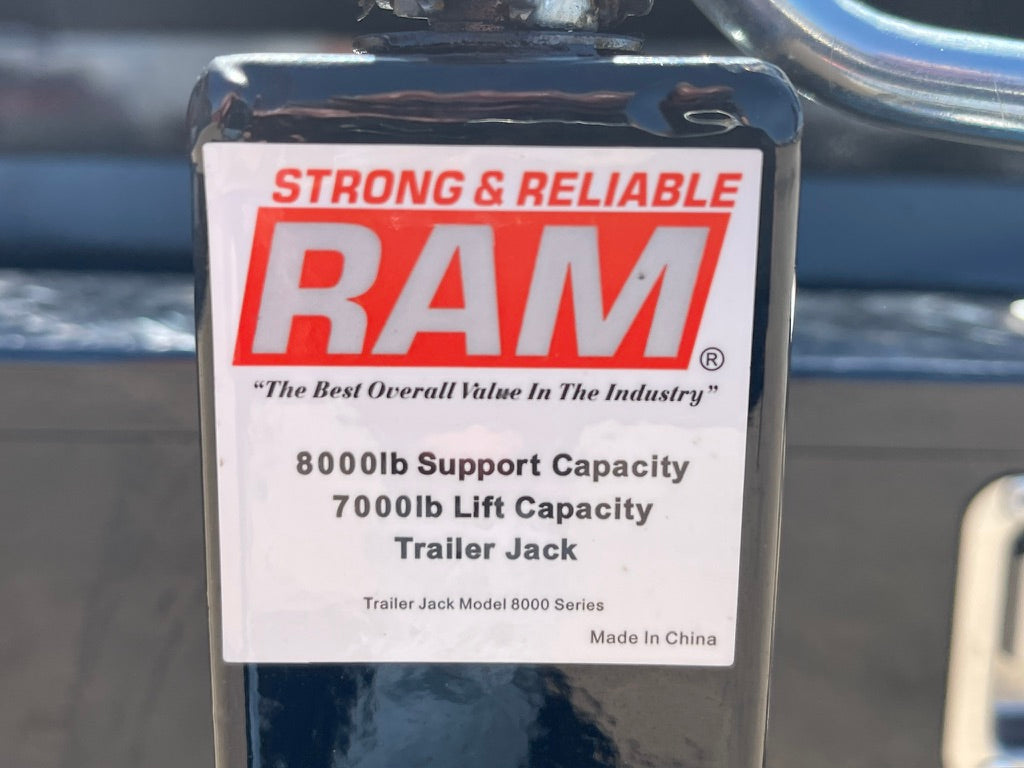 STRONG & RELIABLE
RAM®
“The Best Overall Value In The Industry”
8000lb Support Capacity
7000lb Lift Capacity
Trailer Jack
Trailer Jack Model 8000 Series
Made In China